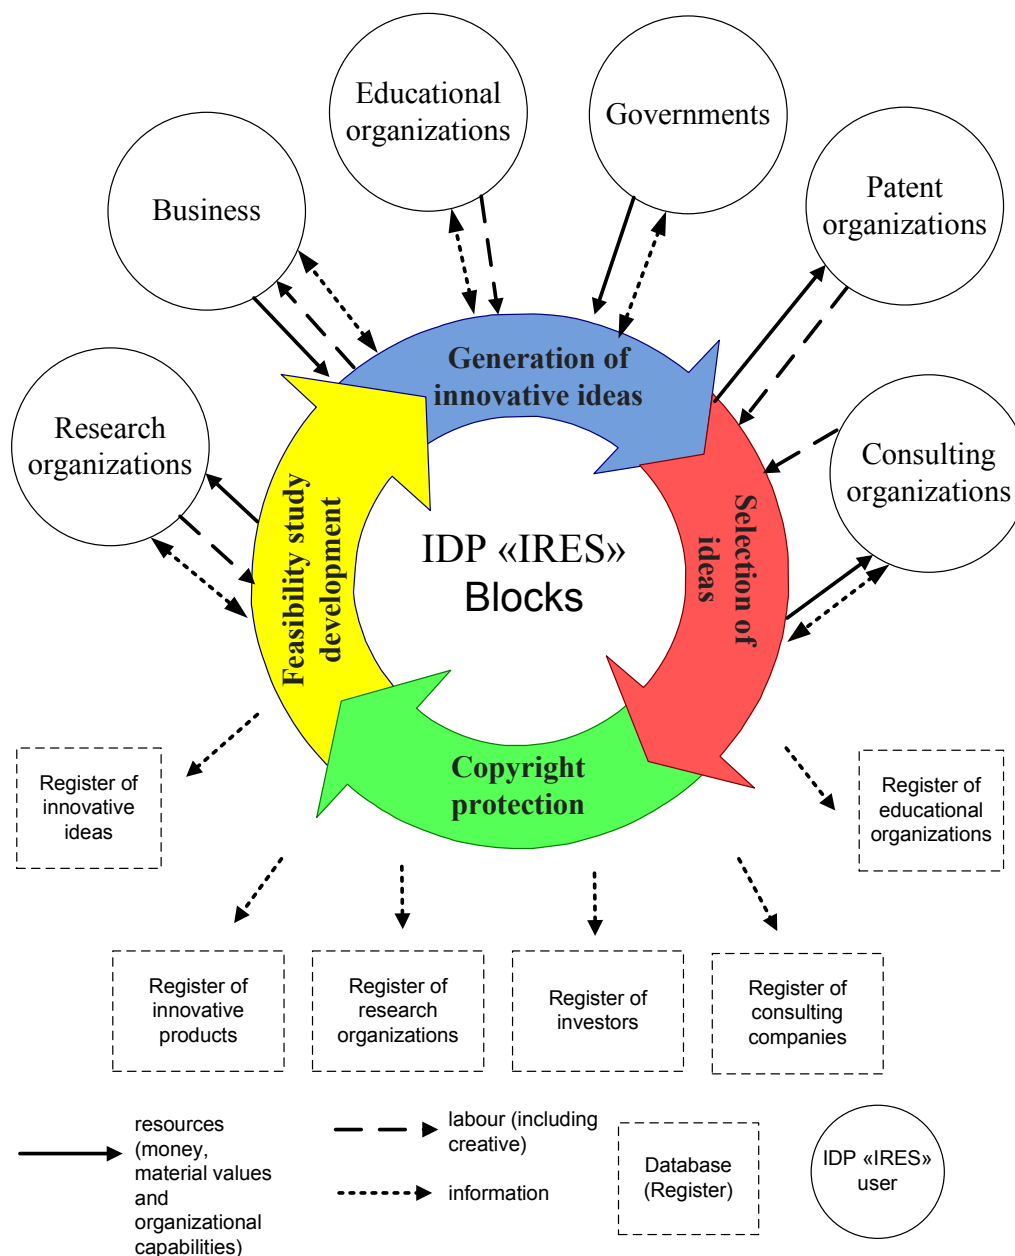 Educational
organizations
Governments
Business
Patent
organizations
Research
organizations
Consulting
organizations
Generation of
innovative ideas
Selection of
ideas
Copyright
protection
Feasibility study
development
IDP «IRES»
Blocks
Register of
innovative
ideas
Register of
educational
organizations
Register of
innovative
products
Register of
research
organizations
Register of
investors
Register of
consulting
companies
resources
(money,
material values
and
organizational
capabilities)
labour (including
creative)
information
Database
(Register)
IDP «IRES»
user